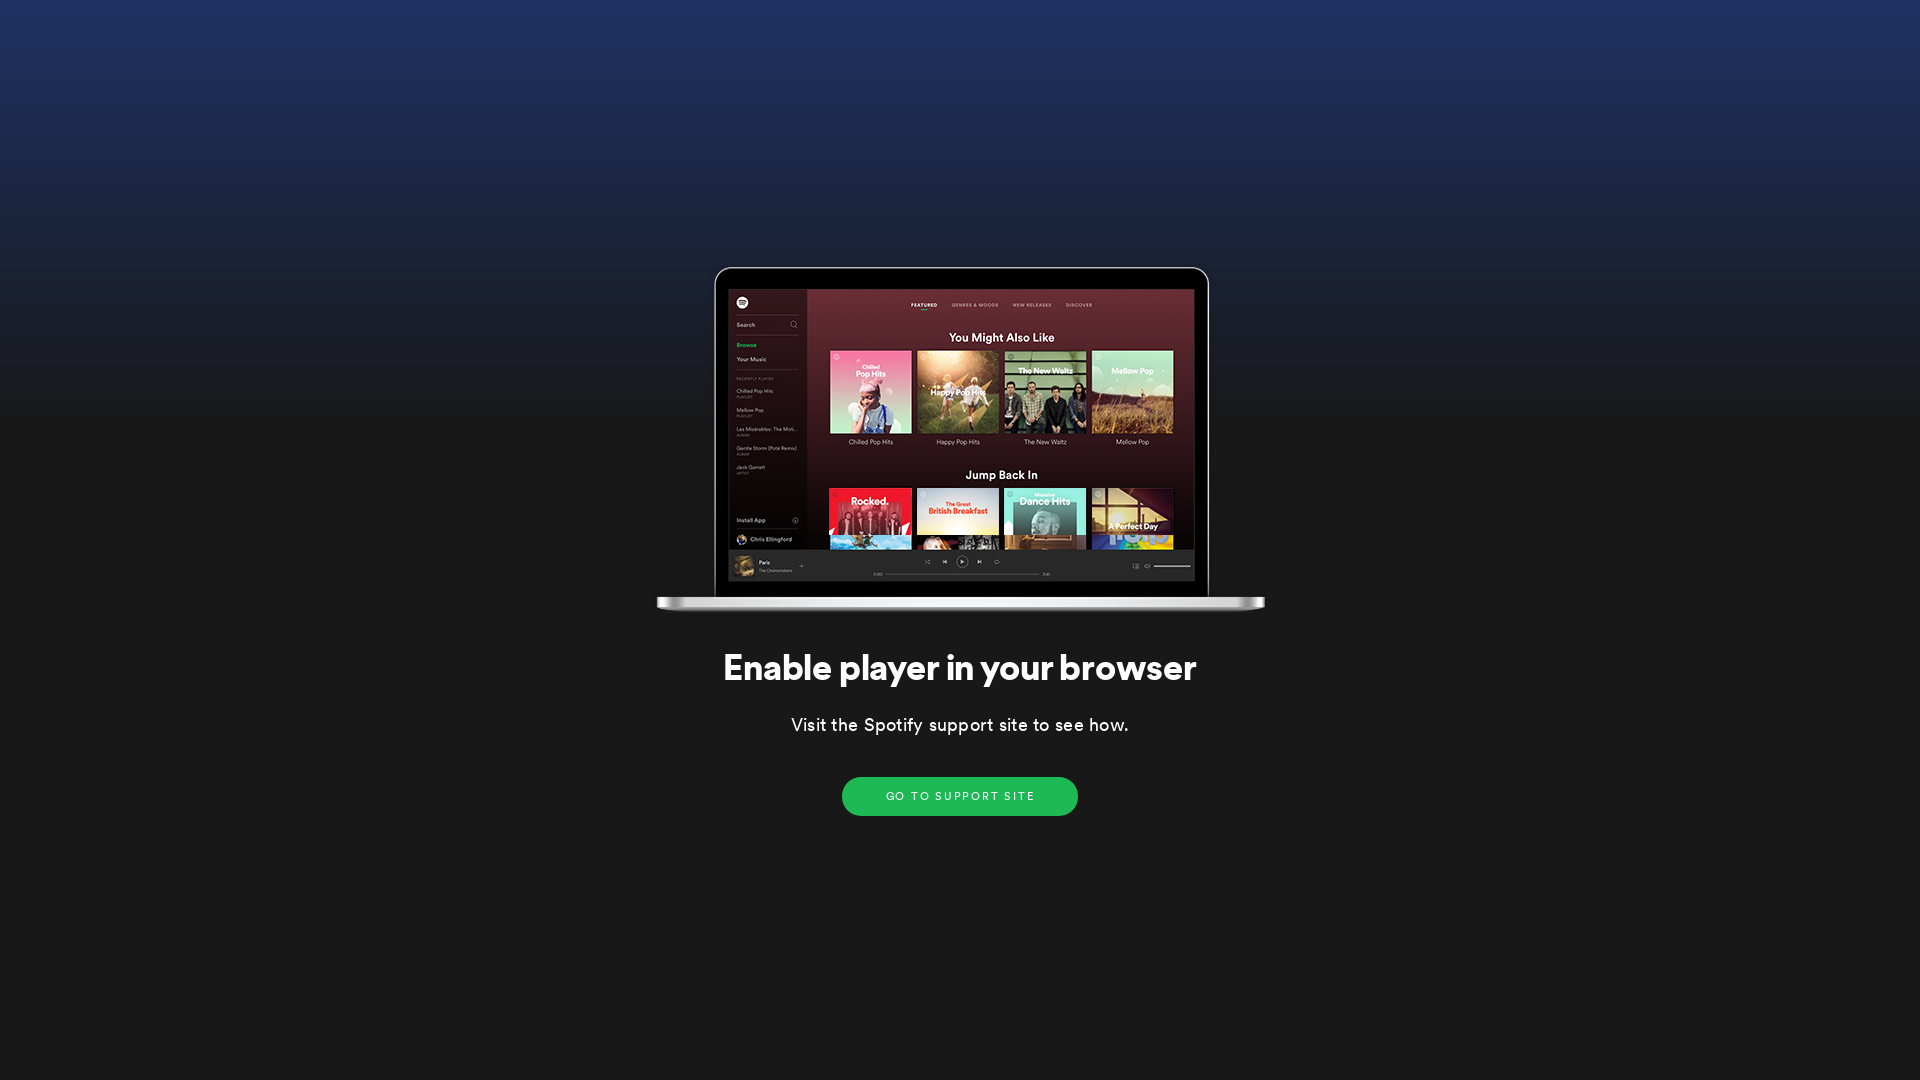 FEATURED GENRES & MOODS NEW RELEASES DISCOVER
Search
Browse
Your Music
RECENTLY PLAYED
Chilled Pop Hits
PLAYLIST
Mellow Pop
PLAYLIST
Les Misérables: The Moti...
ALBUM
Gentle Storm (Poté Remix)
ALBUM
Jack Garratt
ARTIST
Install App
Chris Ellingford
You Might Also Like
Chilled
Pop Hits
Happy Pop Hits
The New Waltz
Mellow Pop
Chilled Pop Hits Happy Pop Hits The New Waltz Mellow Pop
Jump Back In
Rocked.
The Great
British Breakfast
Massive
Dance Hits
A Perfect Day
Paris
The Chainsmokers
0:00
3:41
Enable player in your browser
Visit the Spotify support site to see how.
GO TO SUPPORT SITE